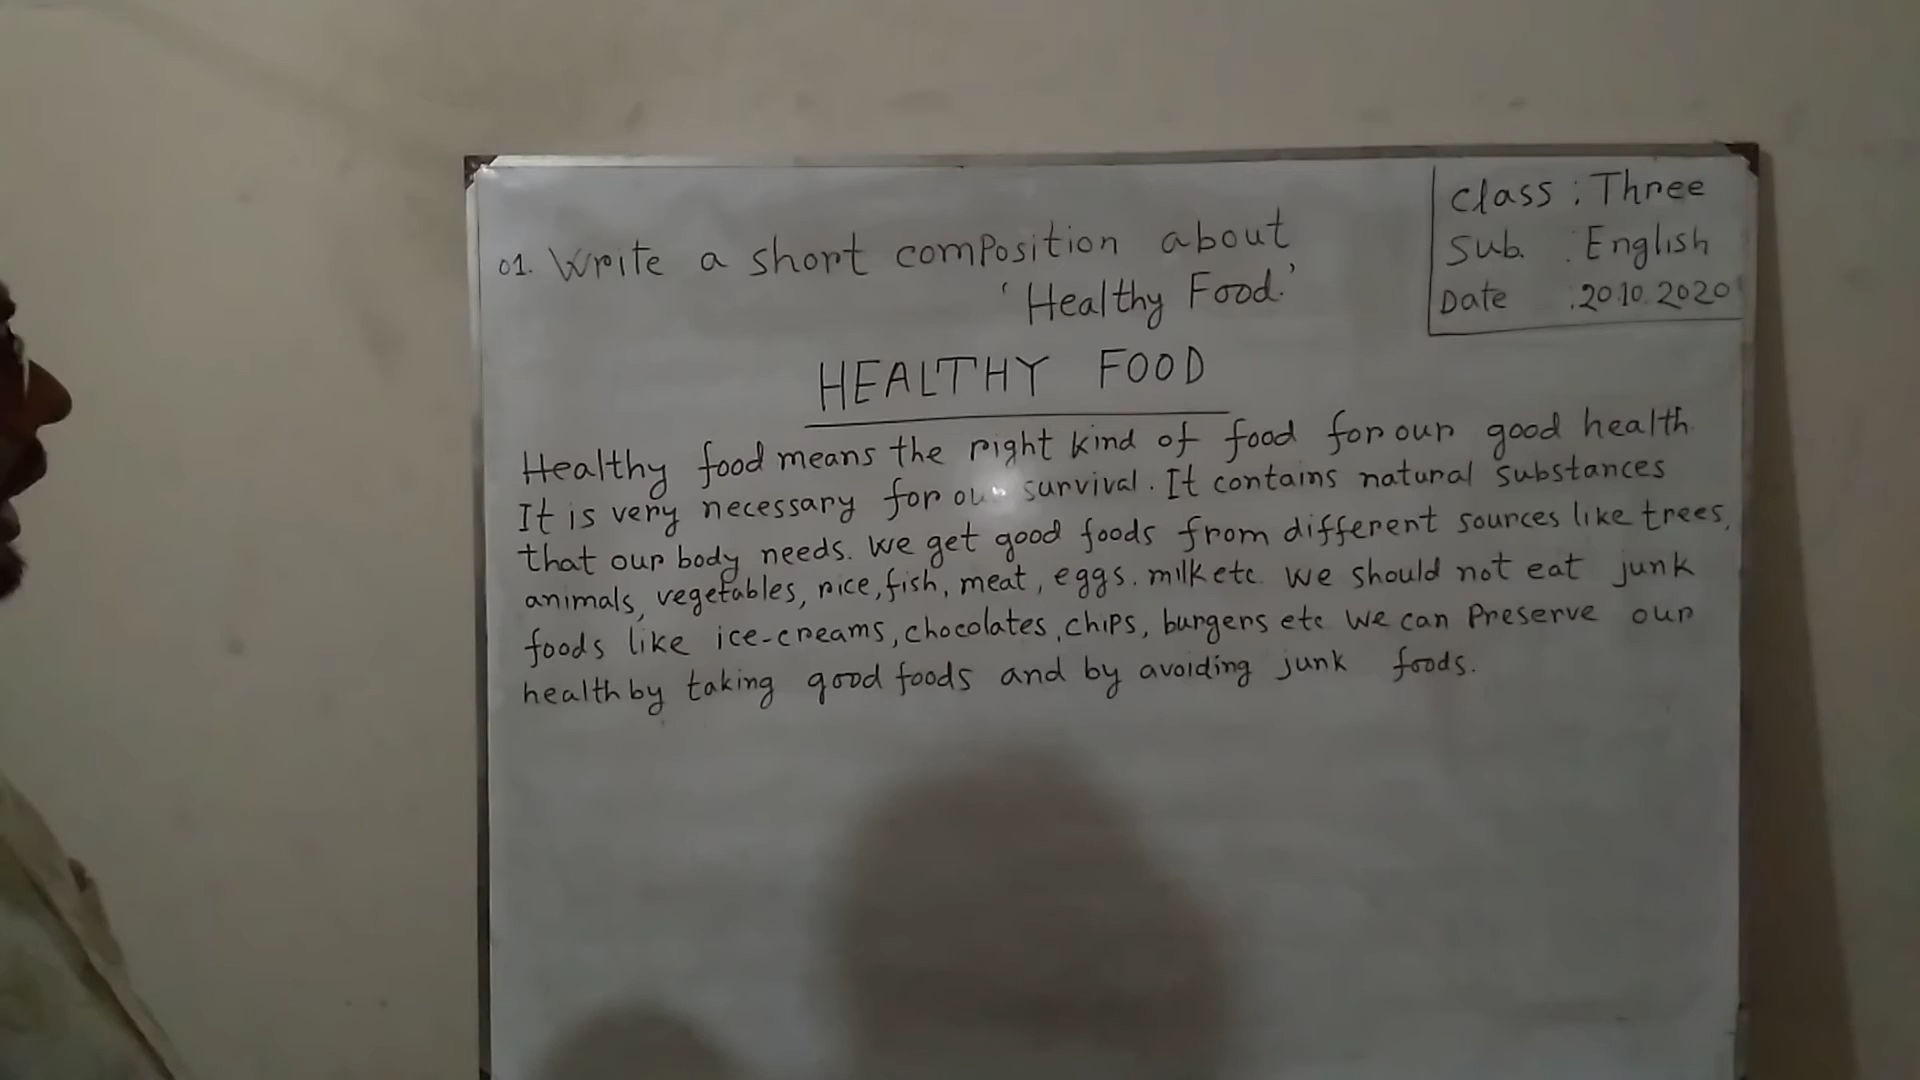 Class : Three
Sub. : English
Date : 20.10.2020
01. Write a short composition about
'Healthy Food.'
HEALTHY FOOD
Healthy food means the right kind of food for our good health
It is very necessary for our survival. It contains natural substances
that our body needs. We get good foods from different sources like trees,
animals, vegetables, rice, fish, meat, eggs. milk etc. We should not eat junk
foods like ice-creams, chocolates, chips, burgers etc We can Preserve our
health by taking good foods and by avoiding junk foods.